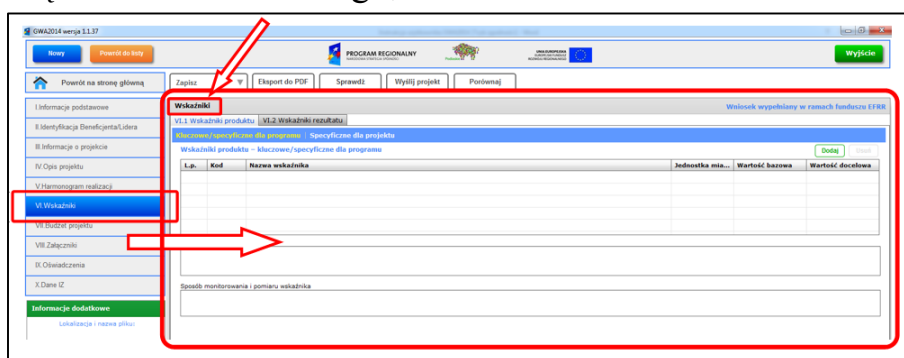 GWA2014 wersja 1.1.37
Nowy
Powrót do listy
PROGRAM REGIONALNY
UNIA EUROPEJSKA
Wyjście
Powrót na stronę główną
Zapisz
Eksport do PDF
Sprawdź
Wyślij projekt
Porównaj
I.Informacje podstawowe
II.Identyfikacja Beneficjenta/Lidera
III.Informacje o projekcie
IV.Opis projektu
V.Harmonogram realizacji
VI.Wskaźniki
VII.Budżet projektu
VIII.Załączniki
IX.Oświadczenia
X.Dane IZ
Informacje dodatkowe
Lokalizacja i nazwa pliku:
Wskaźniki
Wniosek wypełniany w ramach funduszu EFRR
VI.1 Wskaźniki produktu
VI.2 Wskaźniki rezultatu
Kluczowe/specyficzne dla programu
Specyficzne dla projektu
Wskaźniki produktu – kluczowe/specyficzne dla programu
Dodaj
Usuń
L.p.
Kod
Nazwa wskaźnika
Jednostka mia...
Wartość bazowa
Wartość docelowa
Sposób monitorowania i pomiaru wskaźnika